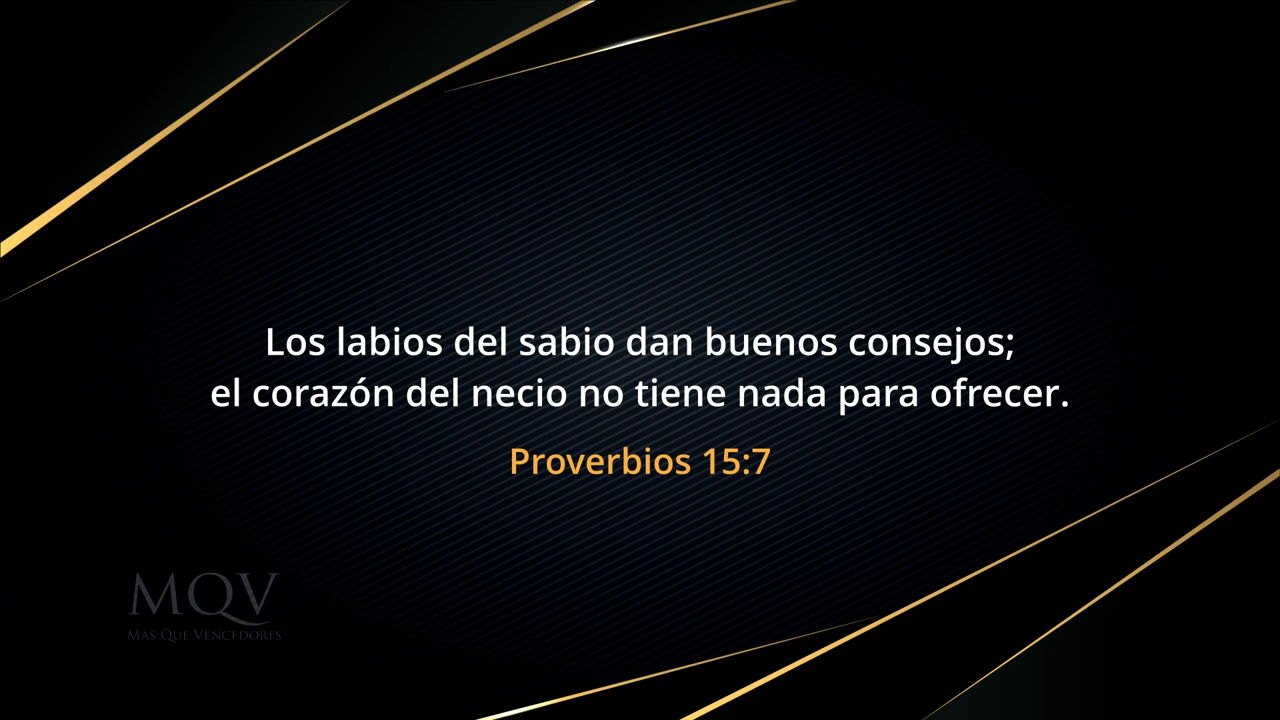 Los labios del sabio dan buenos consejos;
el corazón del necio no tiene nada para ofrecer.
Proverbios 15:7
MQV
MAS QUE VENCEDORES